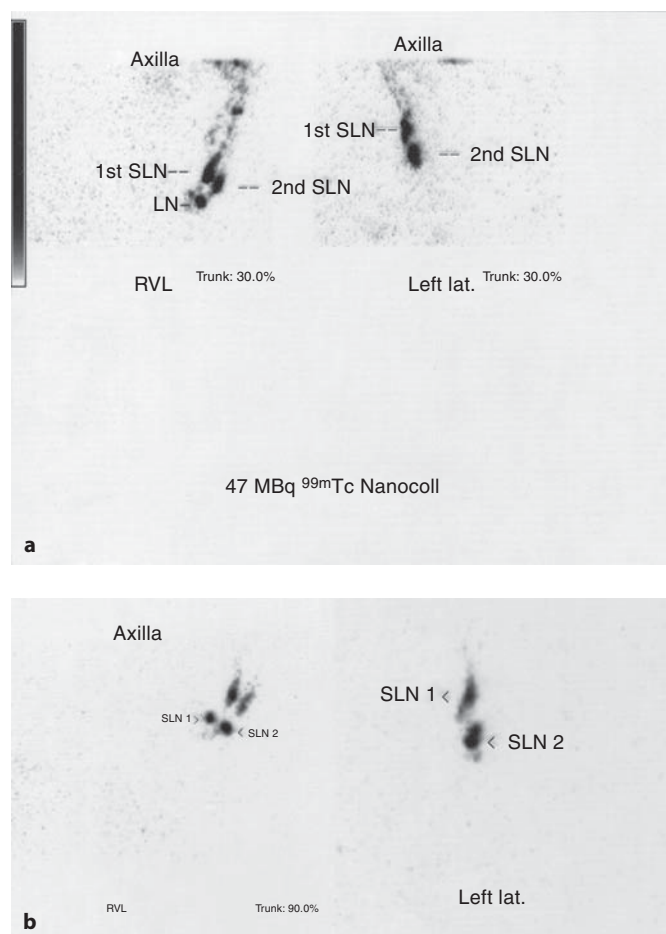 Axilla
Axilla
1st SLN
2nd SLN
LN
1st SLN
2nd SLN
RVL
Trunk: 30.0%
Left lat.
Trunk: 30.0%
47 MBq 99mTc Nanocoll
a
Axilla
SLN 1
SLN 2
SLN 1
SLN 2
RVL
Trunk: 90.0%
Left lat.
b